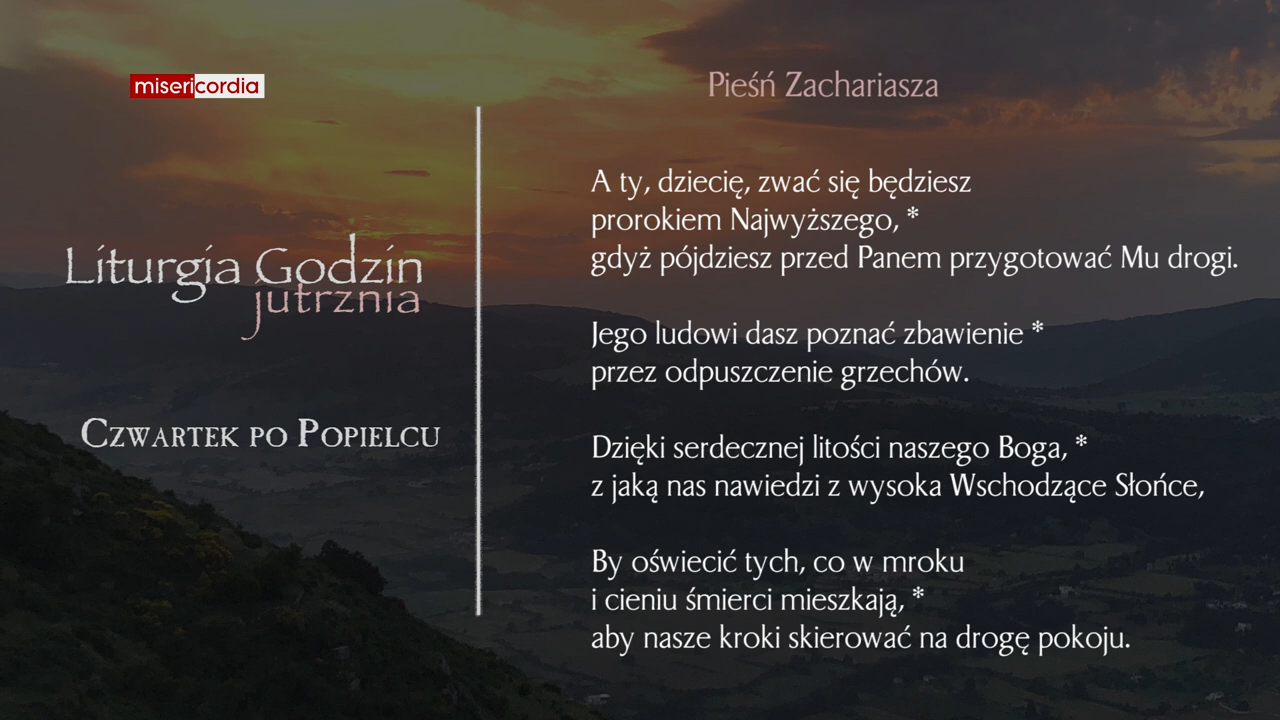 misericordia
Liturgia Godzin
jutrznia
Czwartek po Popielcu
Pieśń Zachariasza
A ty, dziecię, zwać się będziesz
prorokiem Najwyższego, *
gdyż pójdziesz przed Panem przygotować Mu drogi.
Jego ludowi dasz poznać zbawienie *
przez odpuszczenie grzechów.
Dzięki serdecznej litości naszego Boga, *
z jaką nas nawiedzi z wysoka Wschodzące Słońce,
By oświecić tych, co w mroku
i cieniu śmierci mieszkają, *
aby nasze kroki skierować na drogę pokoju.